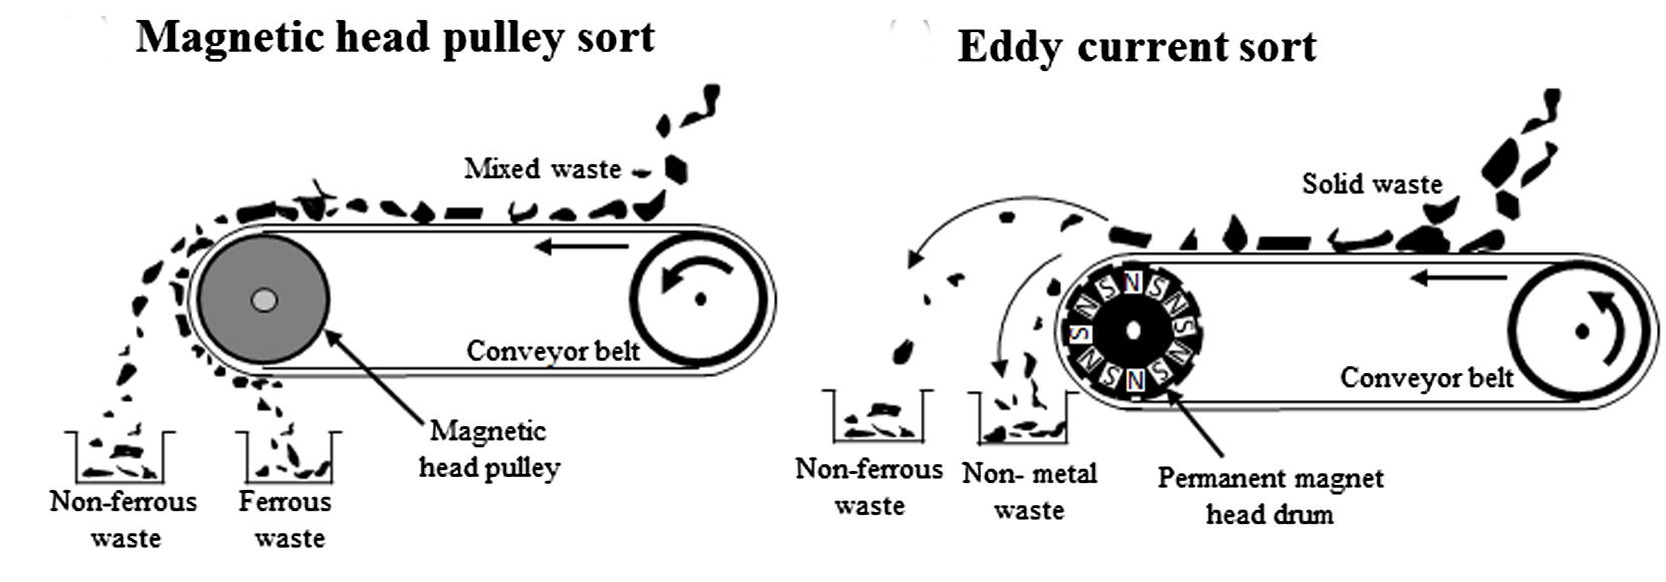 Magnetic head pulley sort
Mixed waste
Conveyor belt
Magnetic
head pulley
Non-ferrous
waste
Ferrous
waste
Eddy current sort
Solid waste
N
S
N
S
N
S
N
S
N
S
N
S
Conveyor belt
Non-ferrous
waste
Non- metal
waste
Permanent magnet
head drum